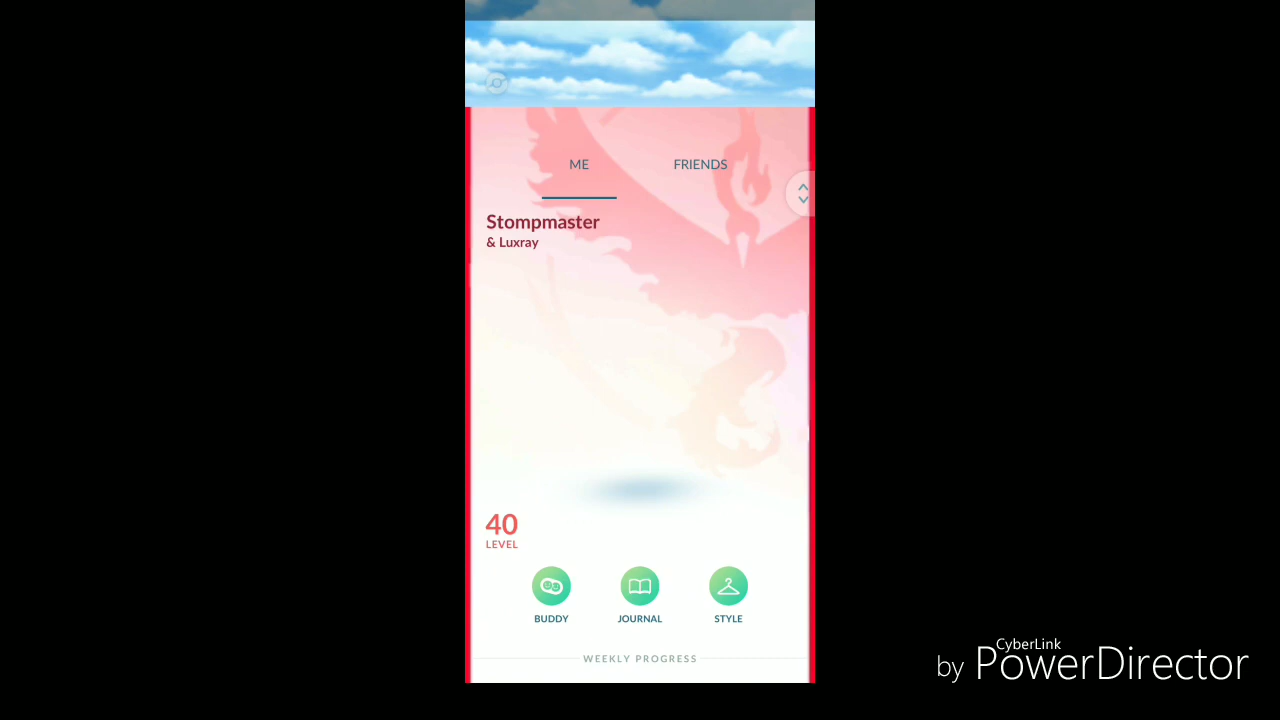 ME
FRIENDS
Stompmaster
& Luxray
40
LEVEL
BUDDY
JOURNAL
STYLE
WEEKLY PROGRESS
CyberLink
by PowerDirector